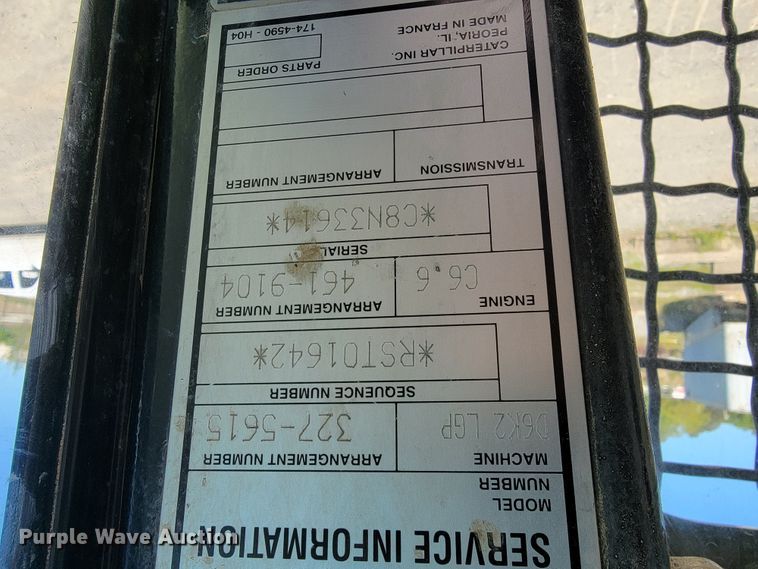 SERVICE INFORMATION
MODEL
NUMBER
MACHINE ARRANGEMENT NUMBER
D6K2 LGP 327-5615
SEQUENCE NUMBER
*RST01642*
ENGINE ARRANGEMENT NUMBER
C6.6 461-9104
SERIAL
*C8N33614*
TRANSMISSION ARRANGEMENT NUMBER
PARTS ORDER
CATERPILLAR INC.
PEORIA, IL.
MADE IN FRANCE 174-4590 - H04
Purple Wave Auction